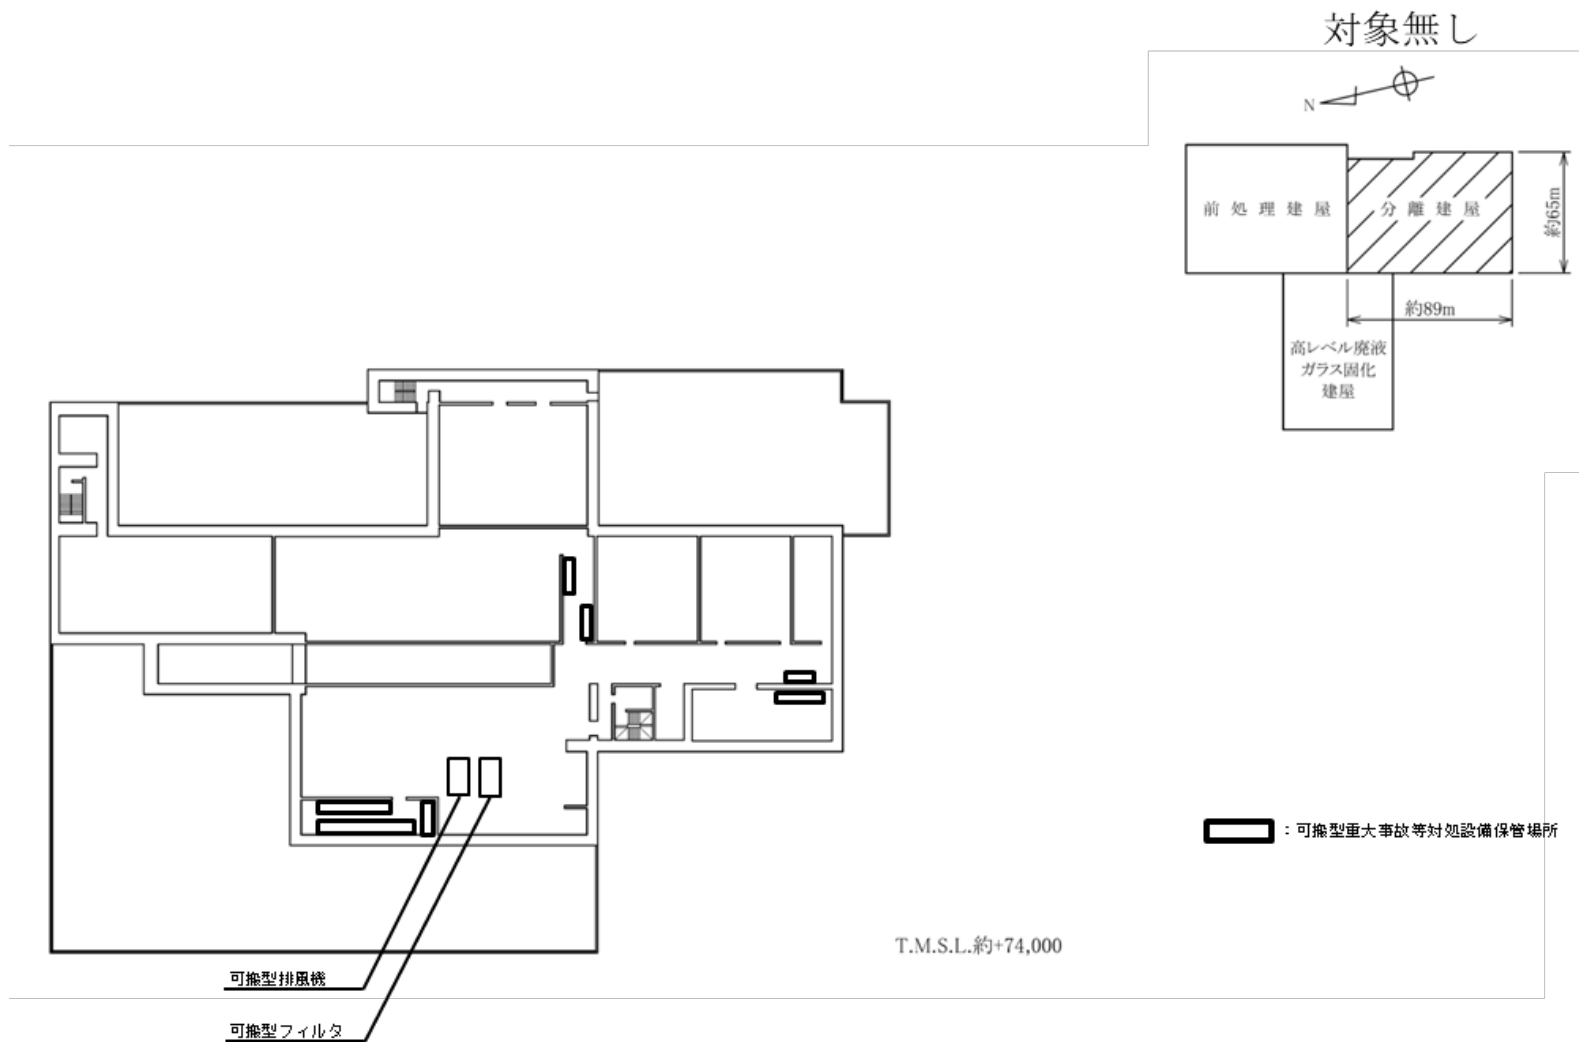 対象無し
N
前処理建屋
分離建屋
約65m
約89m
高レベル廃液
ガラス固化
建屋
：可搬型重大事故等対処設備保管場所
T.M.S.L.約+74,000
可搬型排風機
可搬型フィルタ